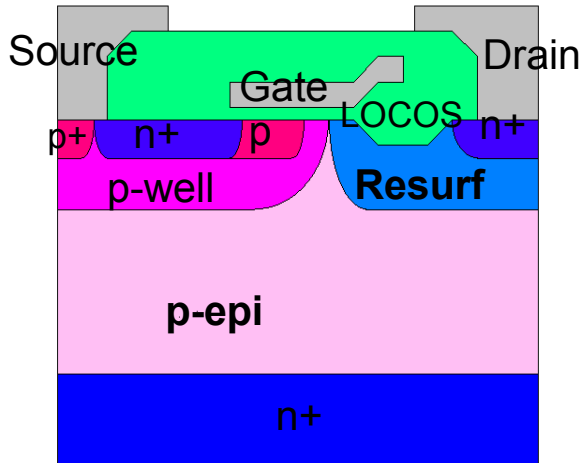 Source
Drain
Gate
LOCOS
p+
n+
p
n+
p-well
Resurf
p-epi
n+